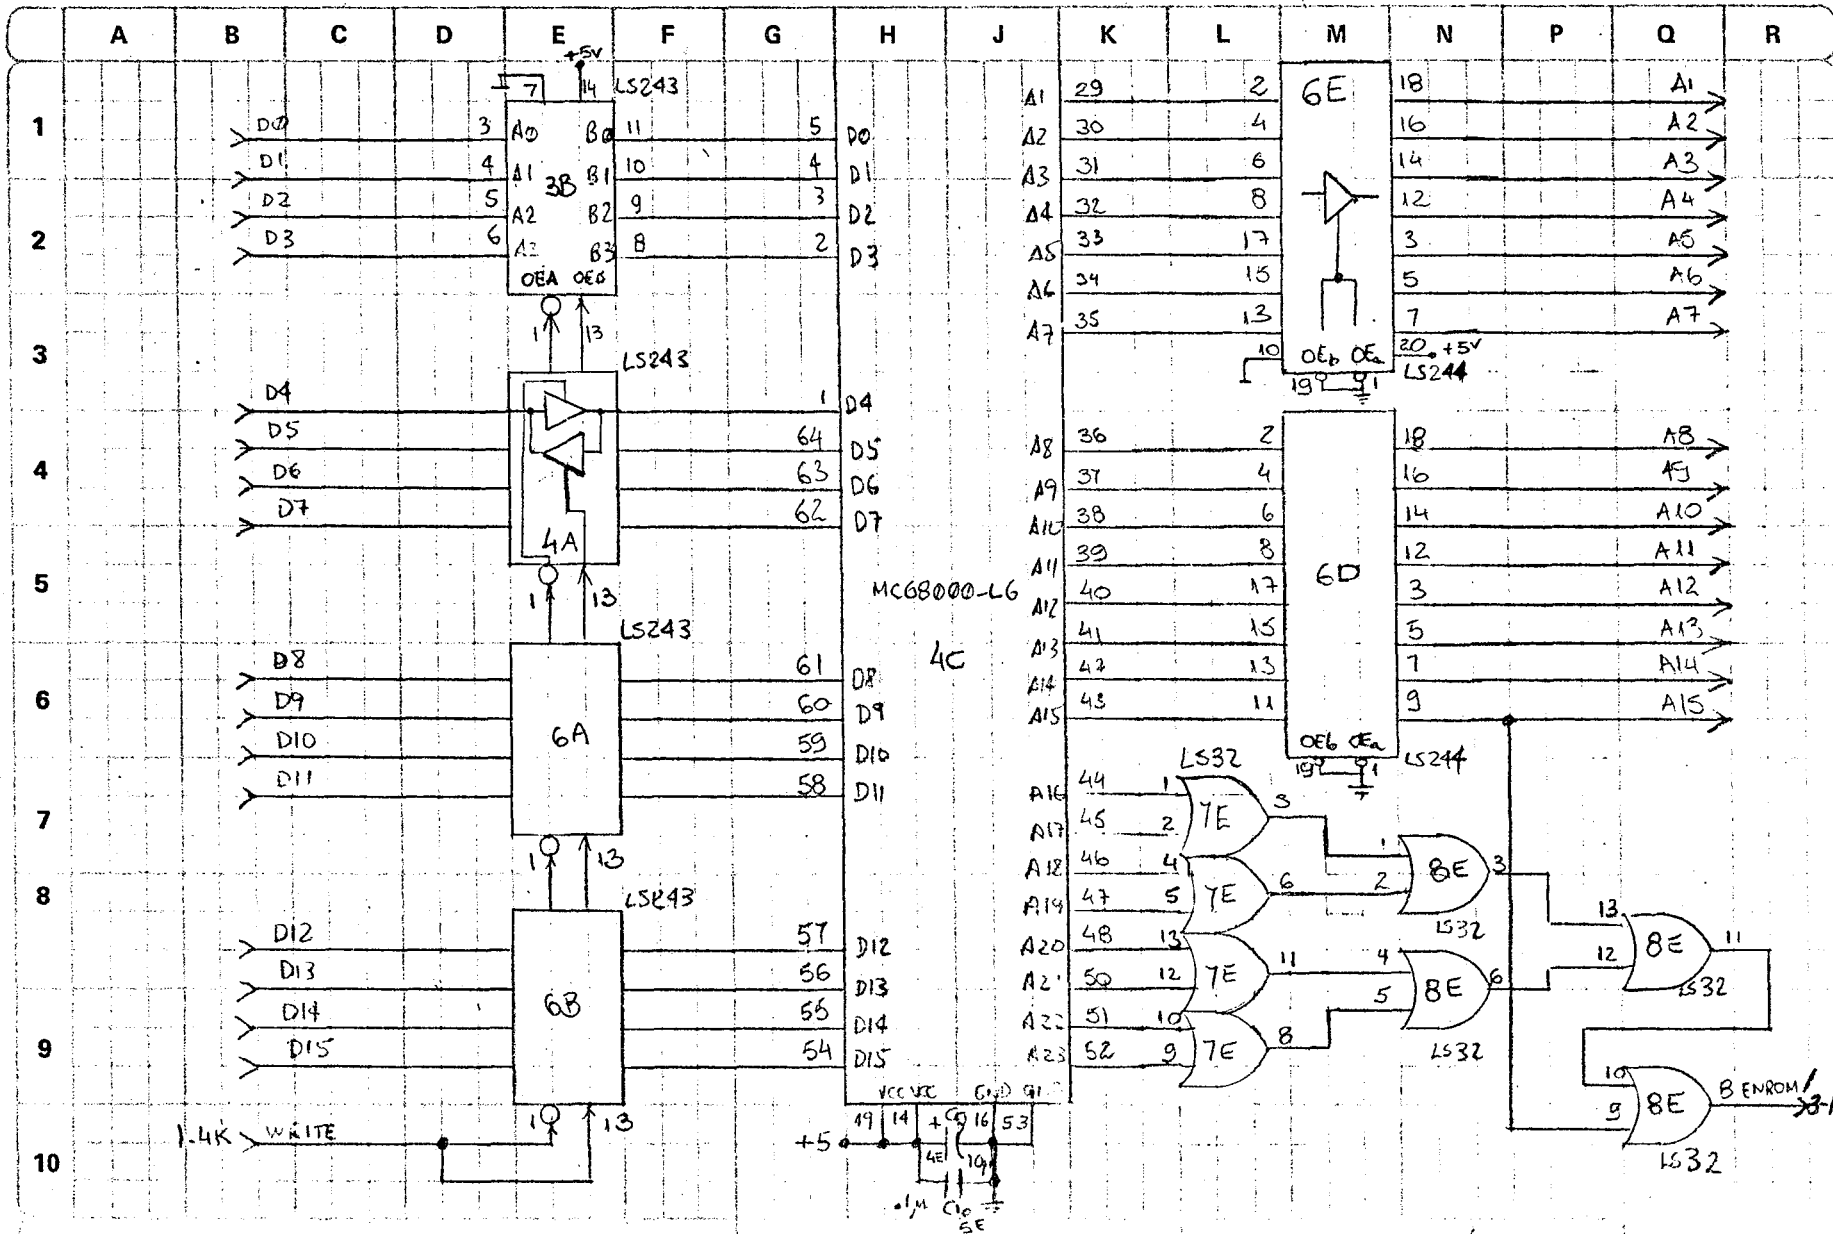 A B C D E F G H J K L M N P Q R
1
2
3
4
5
6
7
8
9
10
+5V
7 14 LS243
D0 3 A0 B0 11 5 D0
D1 4 A1 3B B1 10 4 D1
D2 5 A2 B2 9 3 D2
D3 6 A3 B3 8 2 D3
OEA OEB
1 13
LS243
D4 1 D4
D5 64 D5
D6 63 D6
D7 62 D7
4A
1 13
LS243
D8 61 D8
D9 60 D9
D10 6A 59 D10
D11 58 D11
1 13
LS243
D12 57 D12
D13 56 D13
D14 6B 55 D14
D15 54 D15
1 13
1.4K WRITE
MC68000-L6
4C
VCC VCC GND
49 14 + 16 53
+5
4E
.1µ C10
5E
A1 29 2 6E 18 A1
A2 30 4 16 A2
A3 31 6 14 A3
A4 32 8 12 A4
A5 33 17 3 A5
A6 34 15 5 A6
A7 35 13 7 A7
10 OEb OEa 20 +5V
19 1 LS244
A8 36 2 18 A8
A9 37 4 16 A9
A10 38 6 14 A10
A11 39 8 12 A11
A12 40 17 6D 3 A12
A13 41 15 5 A13
A14 42 13 7 A14
A15 43 11 9 A15
OEb OEa LS244
19 1
LS32
A16 44 1 7E 3
A17 45 2
A18 46 4 7E 6
A19 47 5
A20 48 13 7E 11
A21 50 12
A22 51 10 7E 8
A23 52 9
1 8E 3
2
LS32
4 8E 6
5
LS32
13 8E 11
12
LS32
10 8E B ENROM/
9
LS32